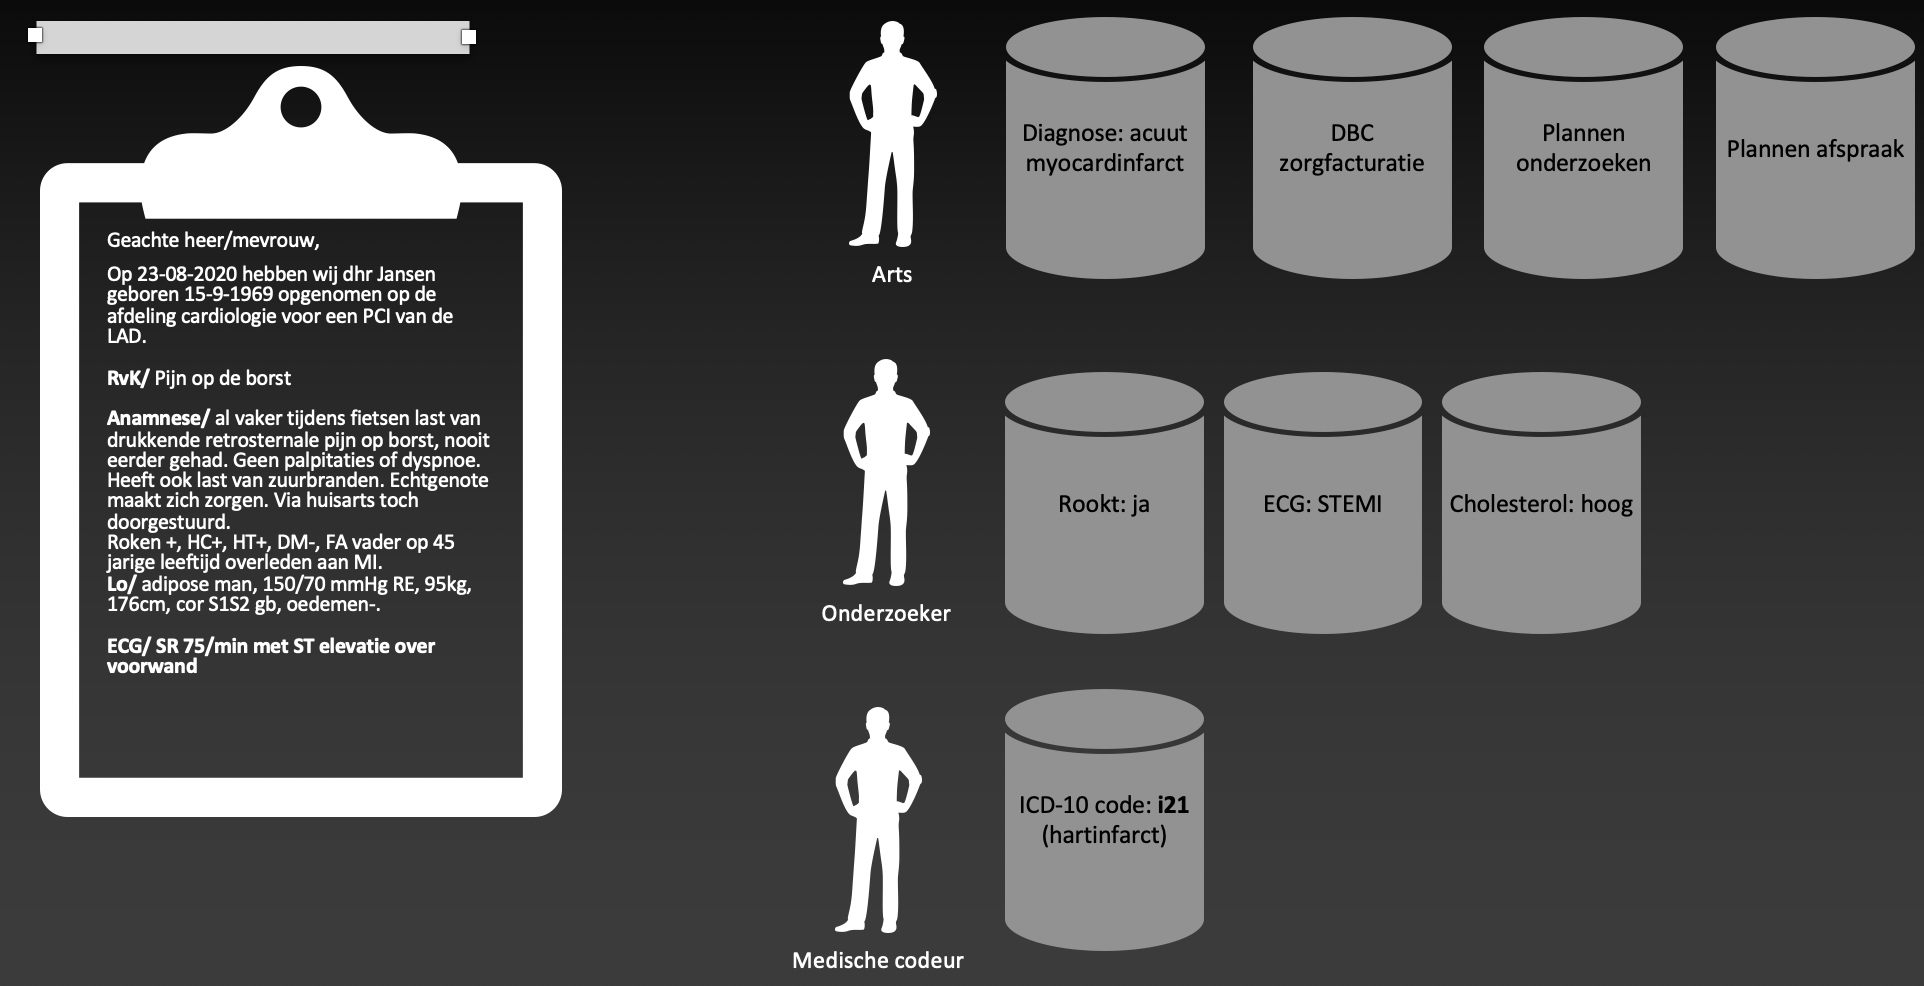 Geachte heer/mevrouw,
Op 23-08-2020 hebben wij dhr Jansen
geboren 15-9-1969 opgenomen op de
afdeling cardiologie voor een PCI van de
LAD.
RvK/ Pijn op de borst
Anamnese/ al vaker tijdens fietsen last van
drukkende retrosternale pijn op borst, nooit
eerder gehad. Geen palpitaties of dyspnoe.
Heeft ook last van zuurbranden. Echtgenote
maakt zich zorgen. Via huisarts toch
doorgestuurd.
Roken +, HC+, HT+, DM-, FA vader op 45
jarige leeftijd overleden aan MI.
Lo/ adipose man, 150/70 mmHg RE, 95kg,
176cm, cor S1S2 gb, oedemen-.
ECG/ SR 75/min met ST elevatie over
voorwand
Arts
Diagnose: acuut
myocardinfarct
DBC
zorgfacturatie
Plannen
onderzoeken
Plannen afspraak
Onderzoeker
Rookt: ja
ECG: STEMI
Cholesterol: hoog
Medische codeur
ICD-10 code: i21
(hartinfarct)